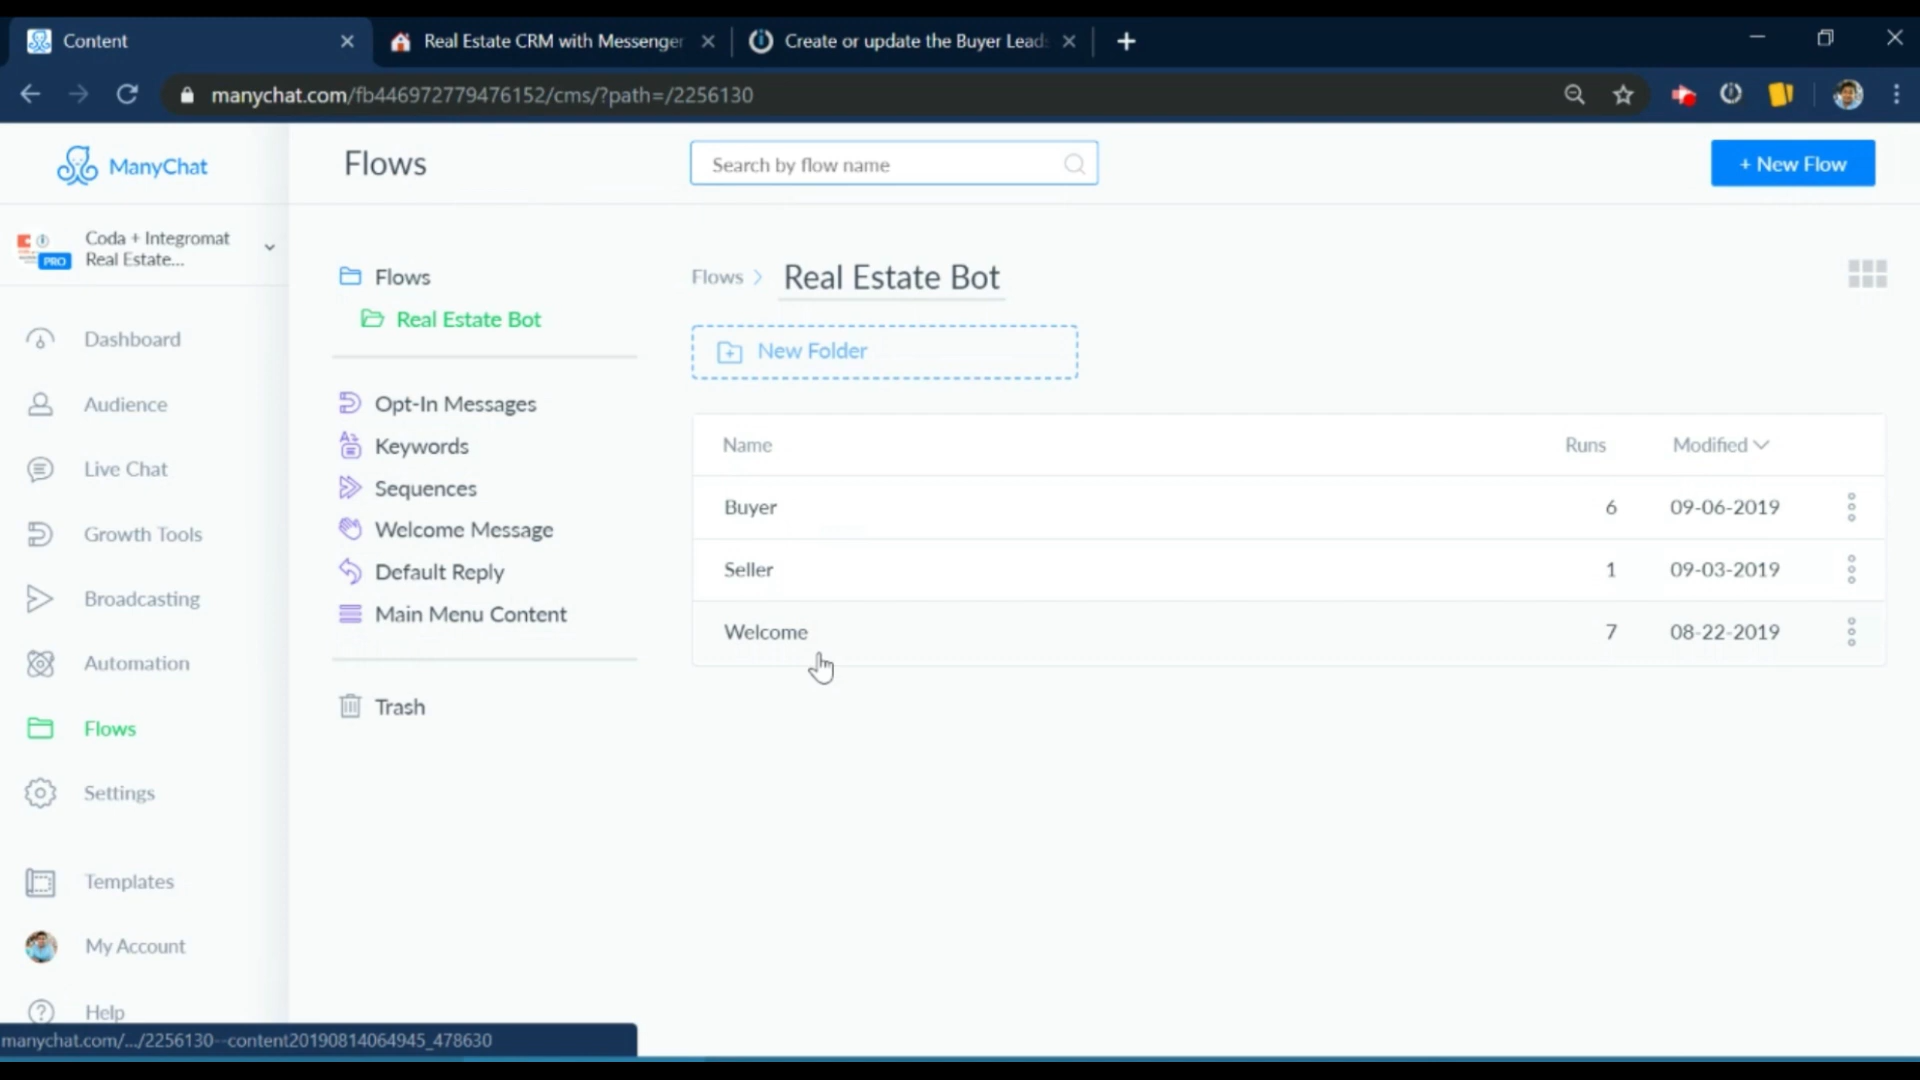 Content
Real Estate CRM with Messenger
Create or update the Buyer Lead
manychat.com/fb446972779476152/cms/?path=/2256130
ManyChat
Flows
Search by flow name
+ New Flow
Coda + Integromat
Real Estate...
PRO
Dashboard
Audience
Live Chat
Growth Tools
Broadcasting
Automation
Flows
Settings
Templates
My Account
Help
Flows
Real Estate Bot
Opt-In Messages
Keywords
Sequences
Welcome Message
Default Reply
Main Menu Content
Trash
Flows > Real Estate Bot
New Folder
Name Runs Modified
Buyer 6 09-06-2019
Seller 1 09-03-2019
Welcome 7 08-22-2019
manychat.com/.../2256130--content20190814064945_478630